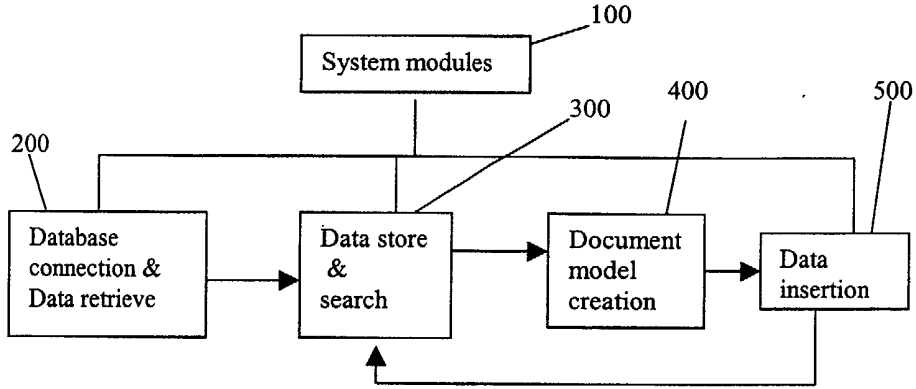 100
System modules
200
300
400
500
Database
connection &
Data retrieve
Data store
&
search
Document
model
creation
Data
insertion